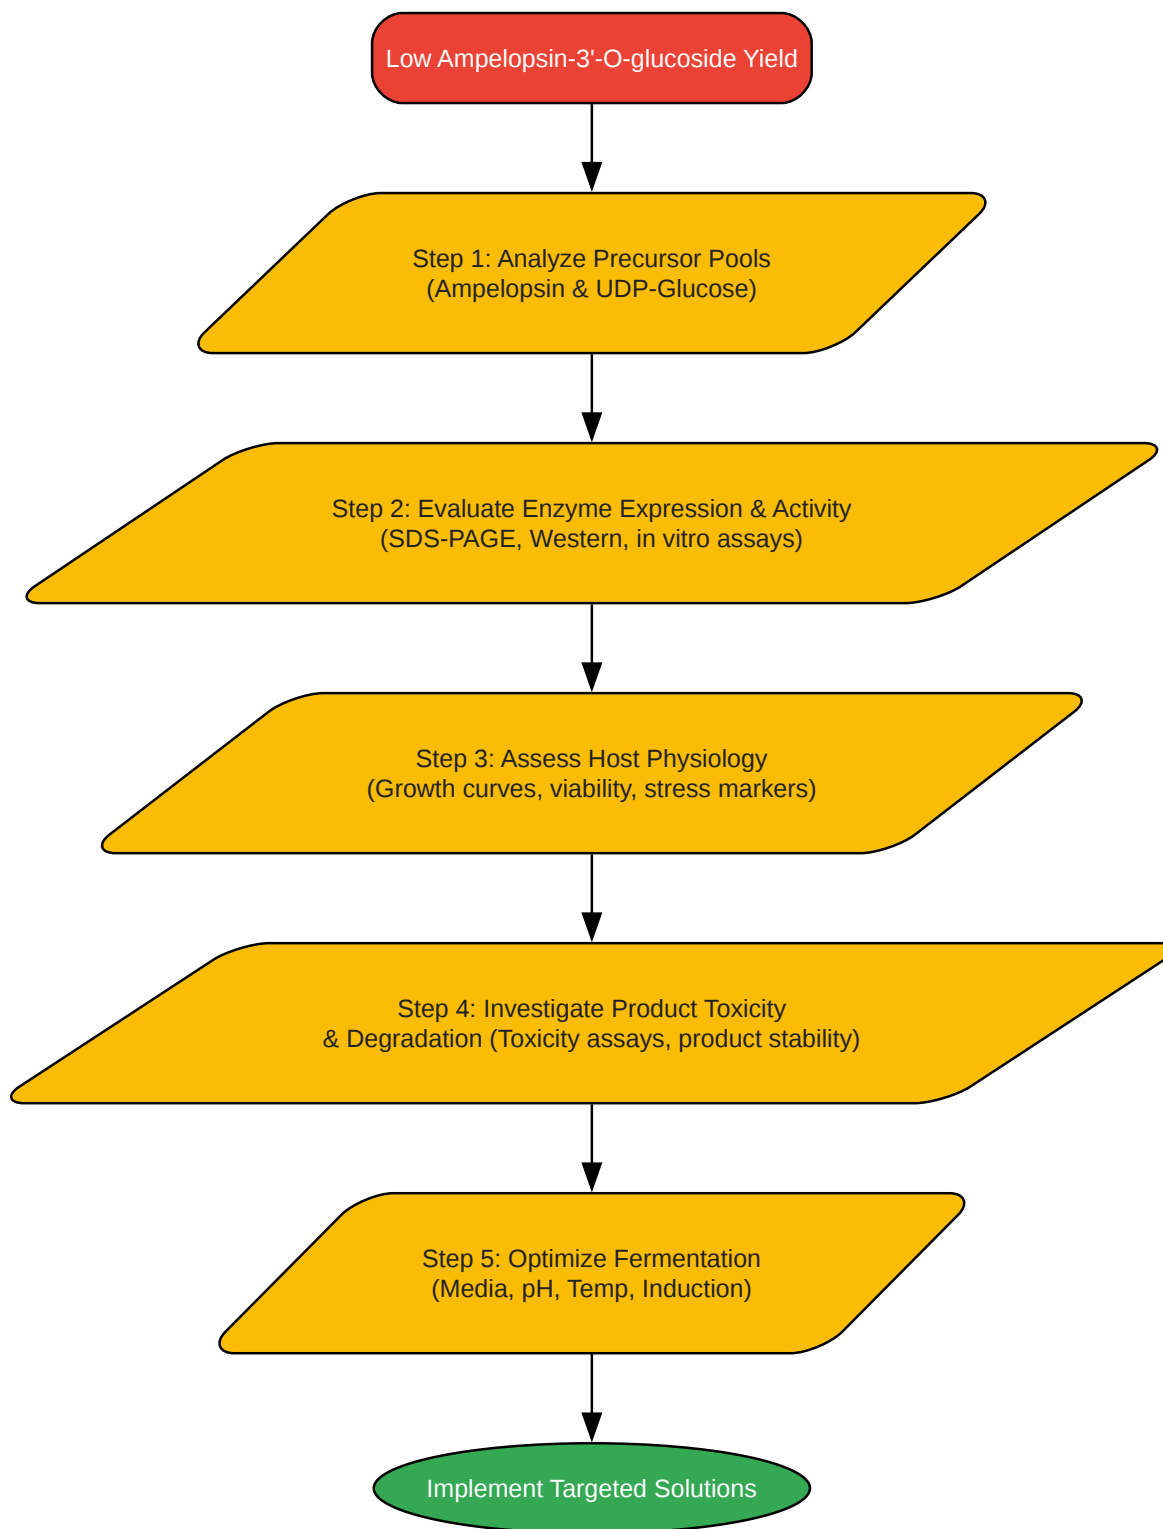 Low Ampelopsin-3'-O-glucoside Yield
Step 1: Analyze Precursor Pools
(Ampelopsin & UDP-Glucose)
Step 2: Evaluate Enzyme Expression & Activity
(SDS-PAGE, Western, in vitro assays)
Step 3: Assess Host Physiology
(Growth curves, viability, stress markers)
Step 4: Investigate Product Toxicity
& Degradation (Toxicity assays, product stability)
Step 5: Optimize Fermentation
(Media, pH, Temp, Induction)
Implement Targeted Solutions